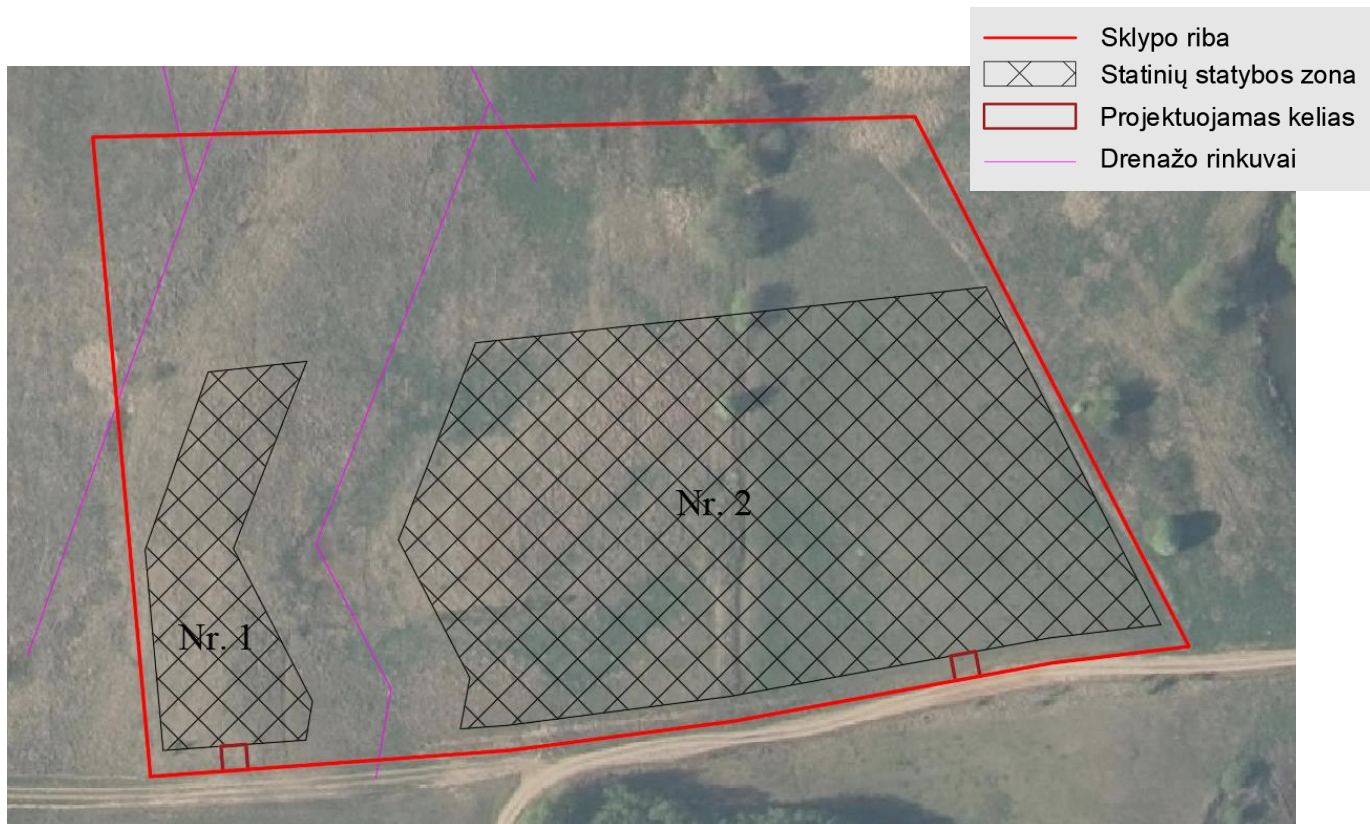 Sklypo riba
Statinių statybos zona
Projektuojamas kelias
Drenažo rinkuvai
Nr. 2
Nr. 1